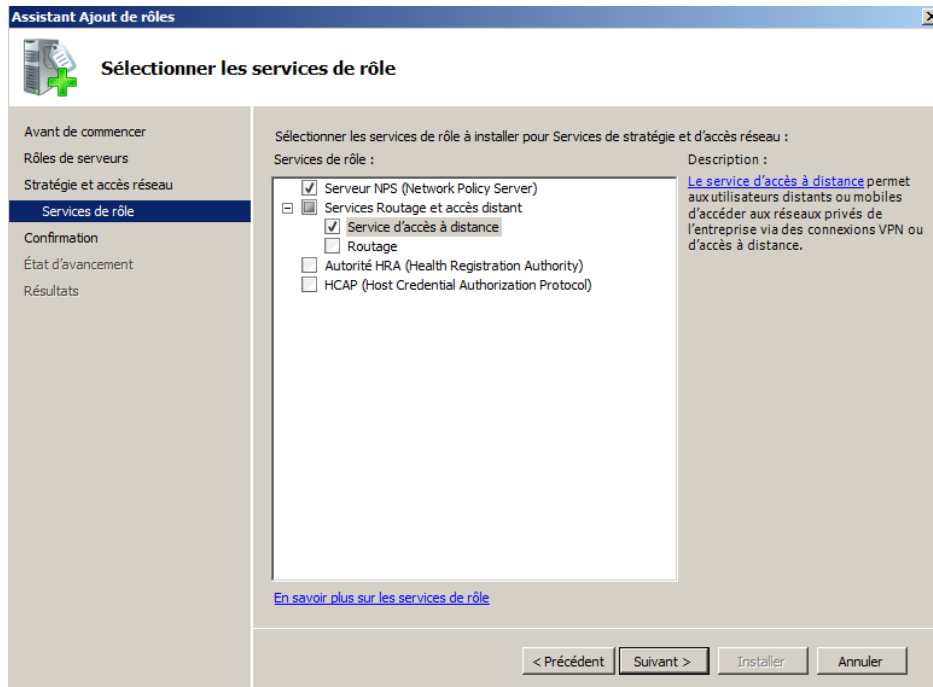 Assistant Ajout de rôles
Sélectionner les services de rôle
Avant de commencer
Rôles de serveurs
Stratégie et accès réseau
Services de rôle
Confirmation
État d'avancement
Résultats
Sélectionner les services de rôle à installer pour Services de stratégie et d'accès réseau :
Services de rôle :
Serveur NPS (Network Policy Server)
Services Routage et accès distant
Service d'accès à distance
Routage
Autorité HRA (Health Registration Authority)
HCAP (Host Credential Authorization Protocol)
En savoir plus sur les services de rôle
Description :
Le service d'accès à distance permet
aux utilisateurs distants ou mobiles
d'accéder aux réseaux privés de
l'entreprise via des connexions VPN ou
d'accès à distance.
< Précédent
Suivant >
Installer
Annuler